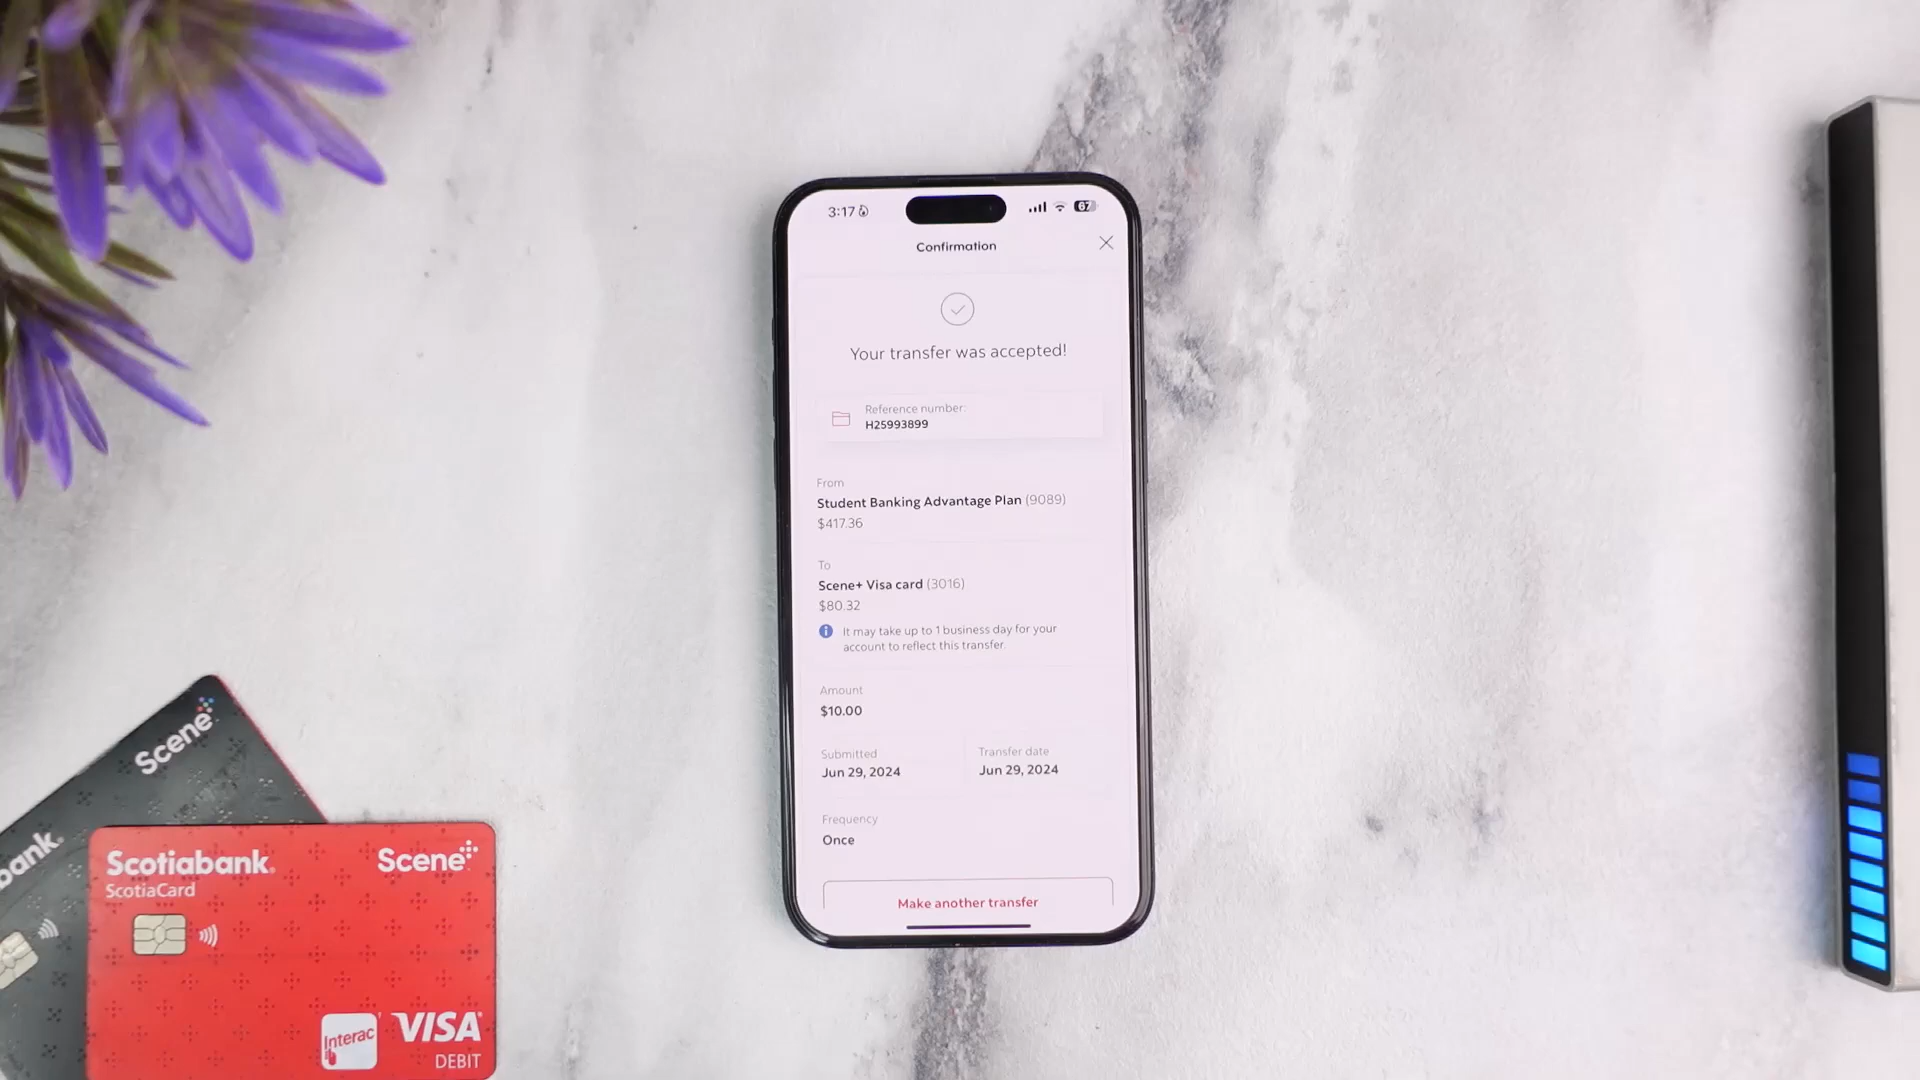 3:17
67
Confirmation
Your transfer was accepted!
Reference number:
H25993899
From
Student Banking Advantage Plan (9089)
$417.36
To
Scene+ Visa card (3016)
$80.32
It may take up to 1 business day for your
account to reflect this transfer.
Amount
$10.00
Submitted
Jun 29, 2024
Transfer date
Jun 29, 2024
Frequency
Once
Make another transfer
Scene
bank.
Scotiabank.
ScotiaCard
Scene+
Interac
VISA
DEBIT